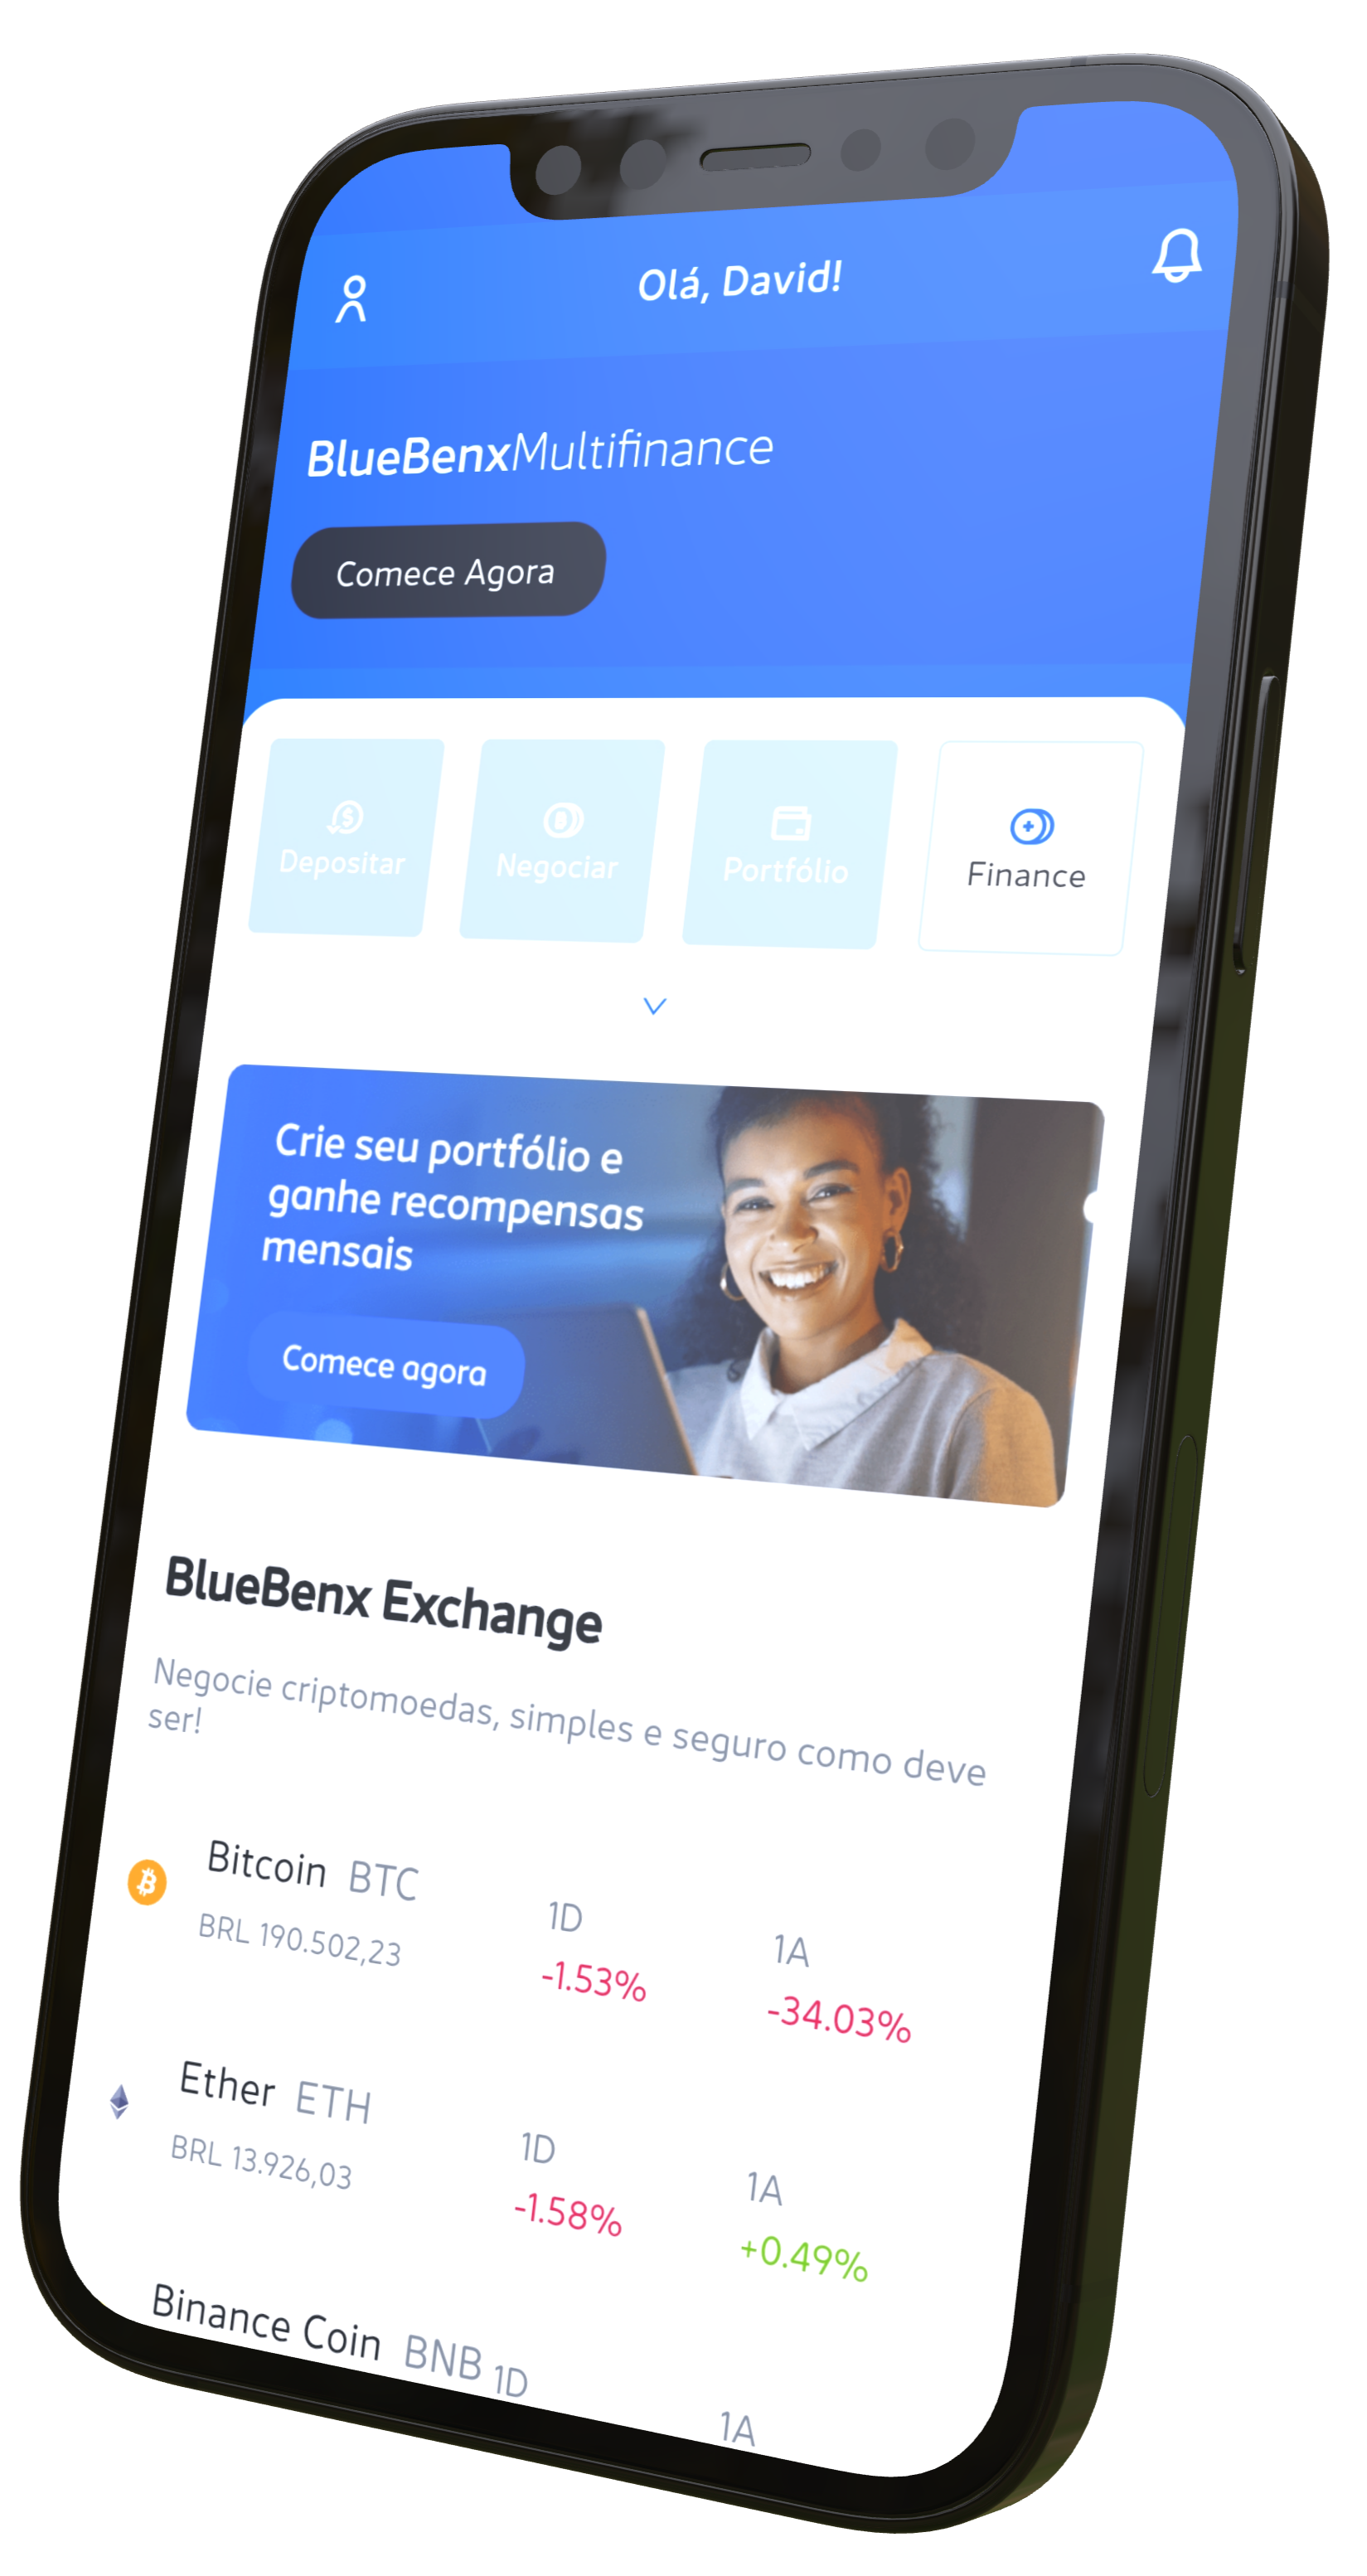 Olá, David!
BlueBenxMultifinance
Comece Agora
Depositar
Negociar
Portfólio
Finance
Crie seu portfólio e
ganhe recompensas
mensais
Comece agora
BlueBenx Exchange
Negocie criptomoedas, simples e seguro como deve
ser!
Bitcoin BTC
BRL 190.502,23
1D
-1.53%
1A
-34.03%
Ether ETH
BRL 13.926,03
1D
-1.58%
1A
+0.49%
Binance Coin BNB
1D
1A